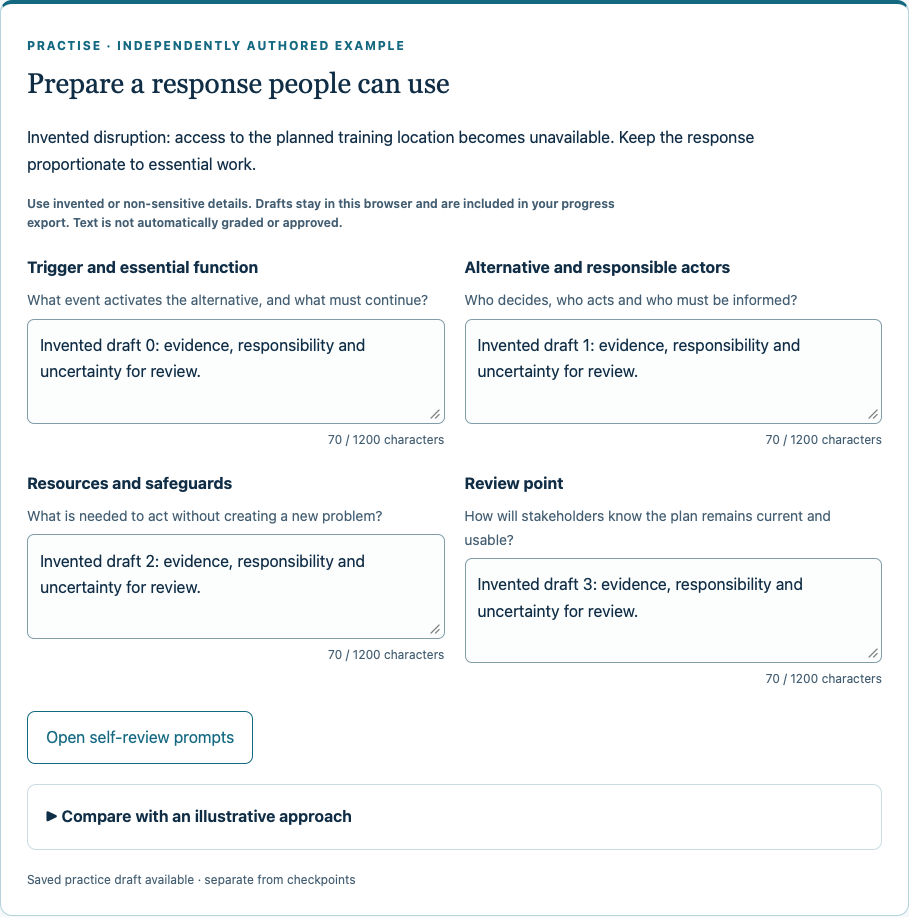 PRACTISE · INDEPENDENTLY AUTHORED EXAMPLE
Prepare a response people can use
Invented disruption: access to the planned training location becomes unavailable. Keep the response
proportionate to essential work.
Use invented or non-sensitive details. Drafts stay in this browser and are included in your progress
export. Text is not automatically graded or approved.
Trigger and essential function
What event activates the alternative, and what must continue?
Invented draft 0: evidence, responsibility and
uncertainty for review.
70 / 1200 characters
Alternative and responsible actors
Who decides, who acts and who must be informed?
Invented draft 1: evidence, responsibility and
uncertainty for review.
70 / 1200 characters
Resources and safeguards
What is needed to act without creating a new problem?
Invented draft 2: evidence, responsibility and
uncertainty for review.
70 / 1200 characters
Review point
How will stakeholders know the plan remains current and
usable?
Invented draft 3: evidence, responsibility and
uncertainty for review.
70 / 1200 characters
Open self-review prompts
Compare with an illustrative approach
Saved practice draft available · separate from checkpoints